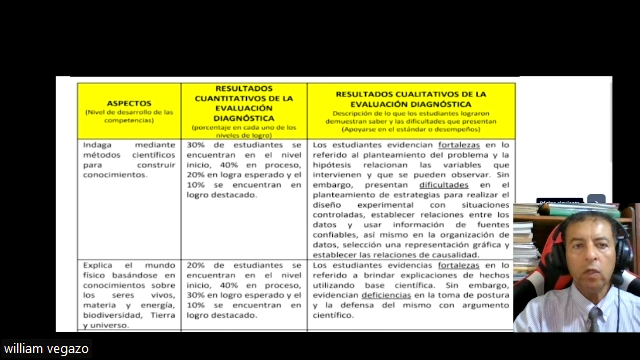 ASPECTOS
(Nivel de desarrollo de las
competencias)
RESULTADOS
CUANTITATIVOS DE LA
EVALUACIÓN
DIAGNÓSTICA
(porcentaje en cada uno de los
niveles de logro)
RESULTADOS CUALITATIVOS DE LA
EVALUACIÓN DIAGNÓSTICA
Descripción de lo que los estudiantes lograron
demuestran saber y las dificultades que presentan
(Apoyarse en el estándar o desempeños)
Indaga mediante
métodos científicos
para construir
conocimientos.
30% de estudiantes se
encuentran en el nivel
inicio, 40% en proceso,
20% en logra esperado y el
10% se encuentran en
logro destacado.
Los estudiantes evidencian fortalezas en lo
referido al planteamiento del problema y la
hipótesis relacionan las variables que
intervienen y que se pueden observar. Sin
embargo, presentan dificultades en el
planteamiento de estrategias para realizar el
diseño experimental con situaciones
controladas, establecer relaciones entre los
datos y usar información de fuentes
confiables, así mismo en la organización de
datos, selección una representación gráfica y
establecer las relaciones de causalidad.
Explica el mundo
físico basándose en
conocimientos sobre
los seres vivos,
materia y energía,
biodiversidad, Tierra
y universo.
20% de estudiantes se
encuentran en el nivel
inicio, 40% en proceso,
30% en logro esperado y el
10% se encuentran en
logro destacado.
Los estudiantes evidencias fortalezas en lo
referido a brindar explicaciones de hechos
utilizando base científica. Sin embargo,
evidencian deficiencias en la toma de postura
y la defensa del mismo con argumento
científico.
william vegazo